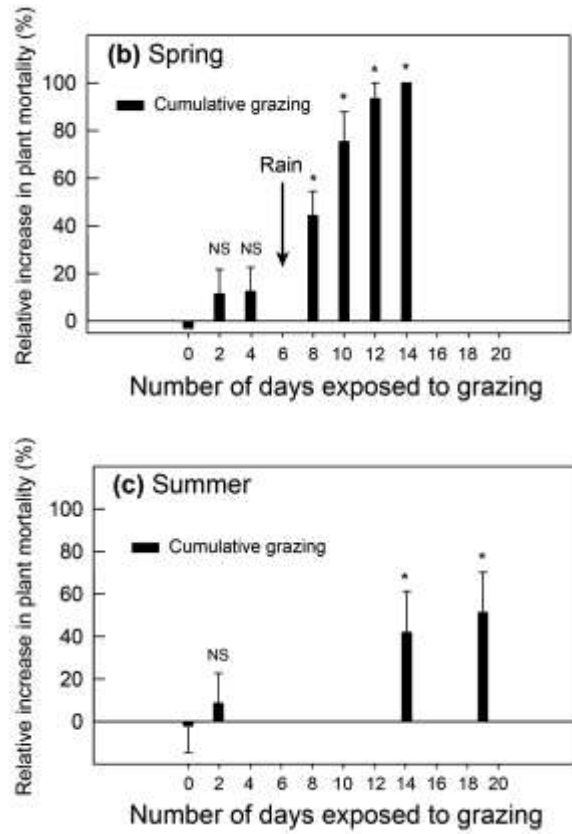 Relative increase in plant mortality (%)
(b) Spring
Cumulative grazing
100
80
60
40
20
0
Rain
NS NS * * * *
0 2 4 6 8 10 12 14 16 18 20
Number of days exposed to grazing
Relative increase in plant mortality (%)
(c) Summer
Cumulative grazing
100
80
60
40
20
0
NS * *
0 2 4 6 8 10 12 14 16 18 20
Number of days exposed to grazing